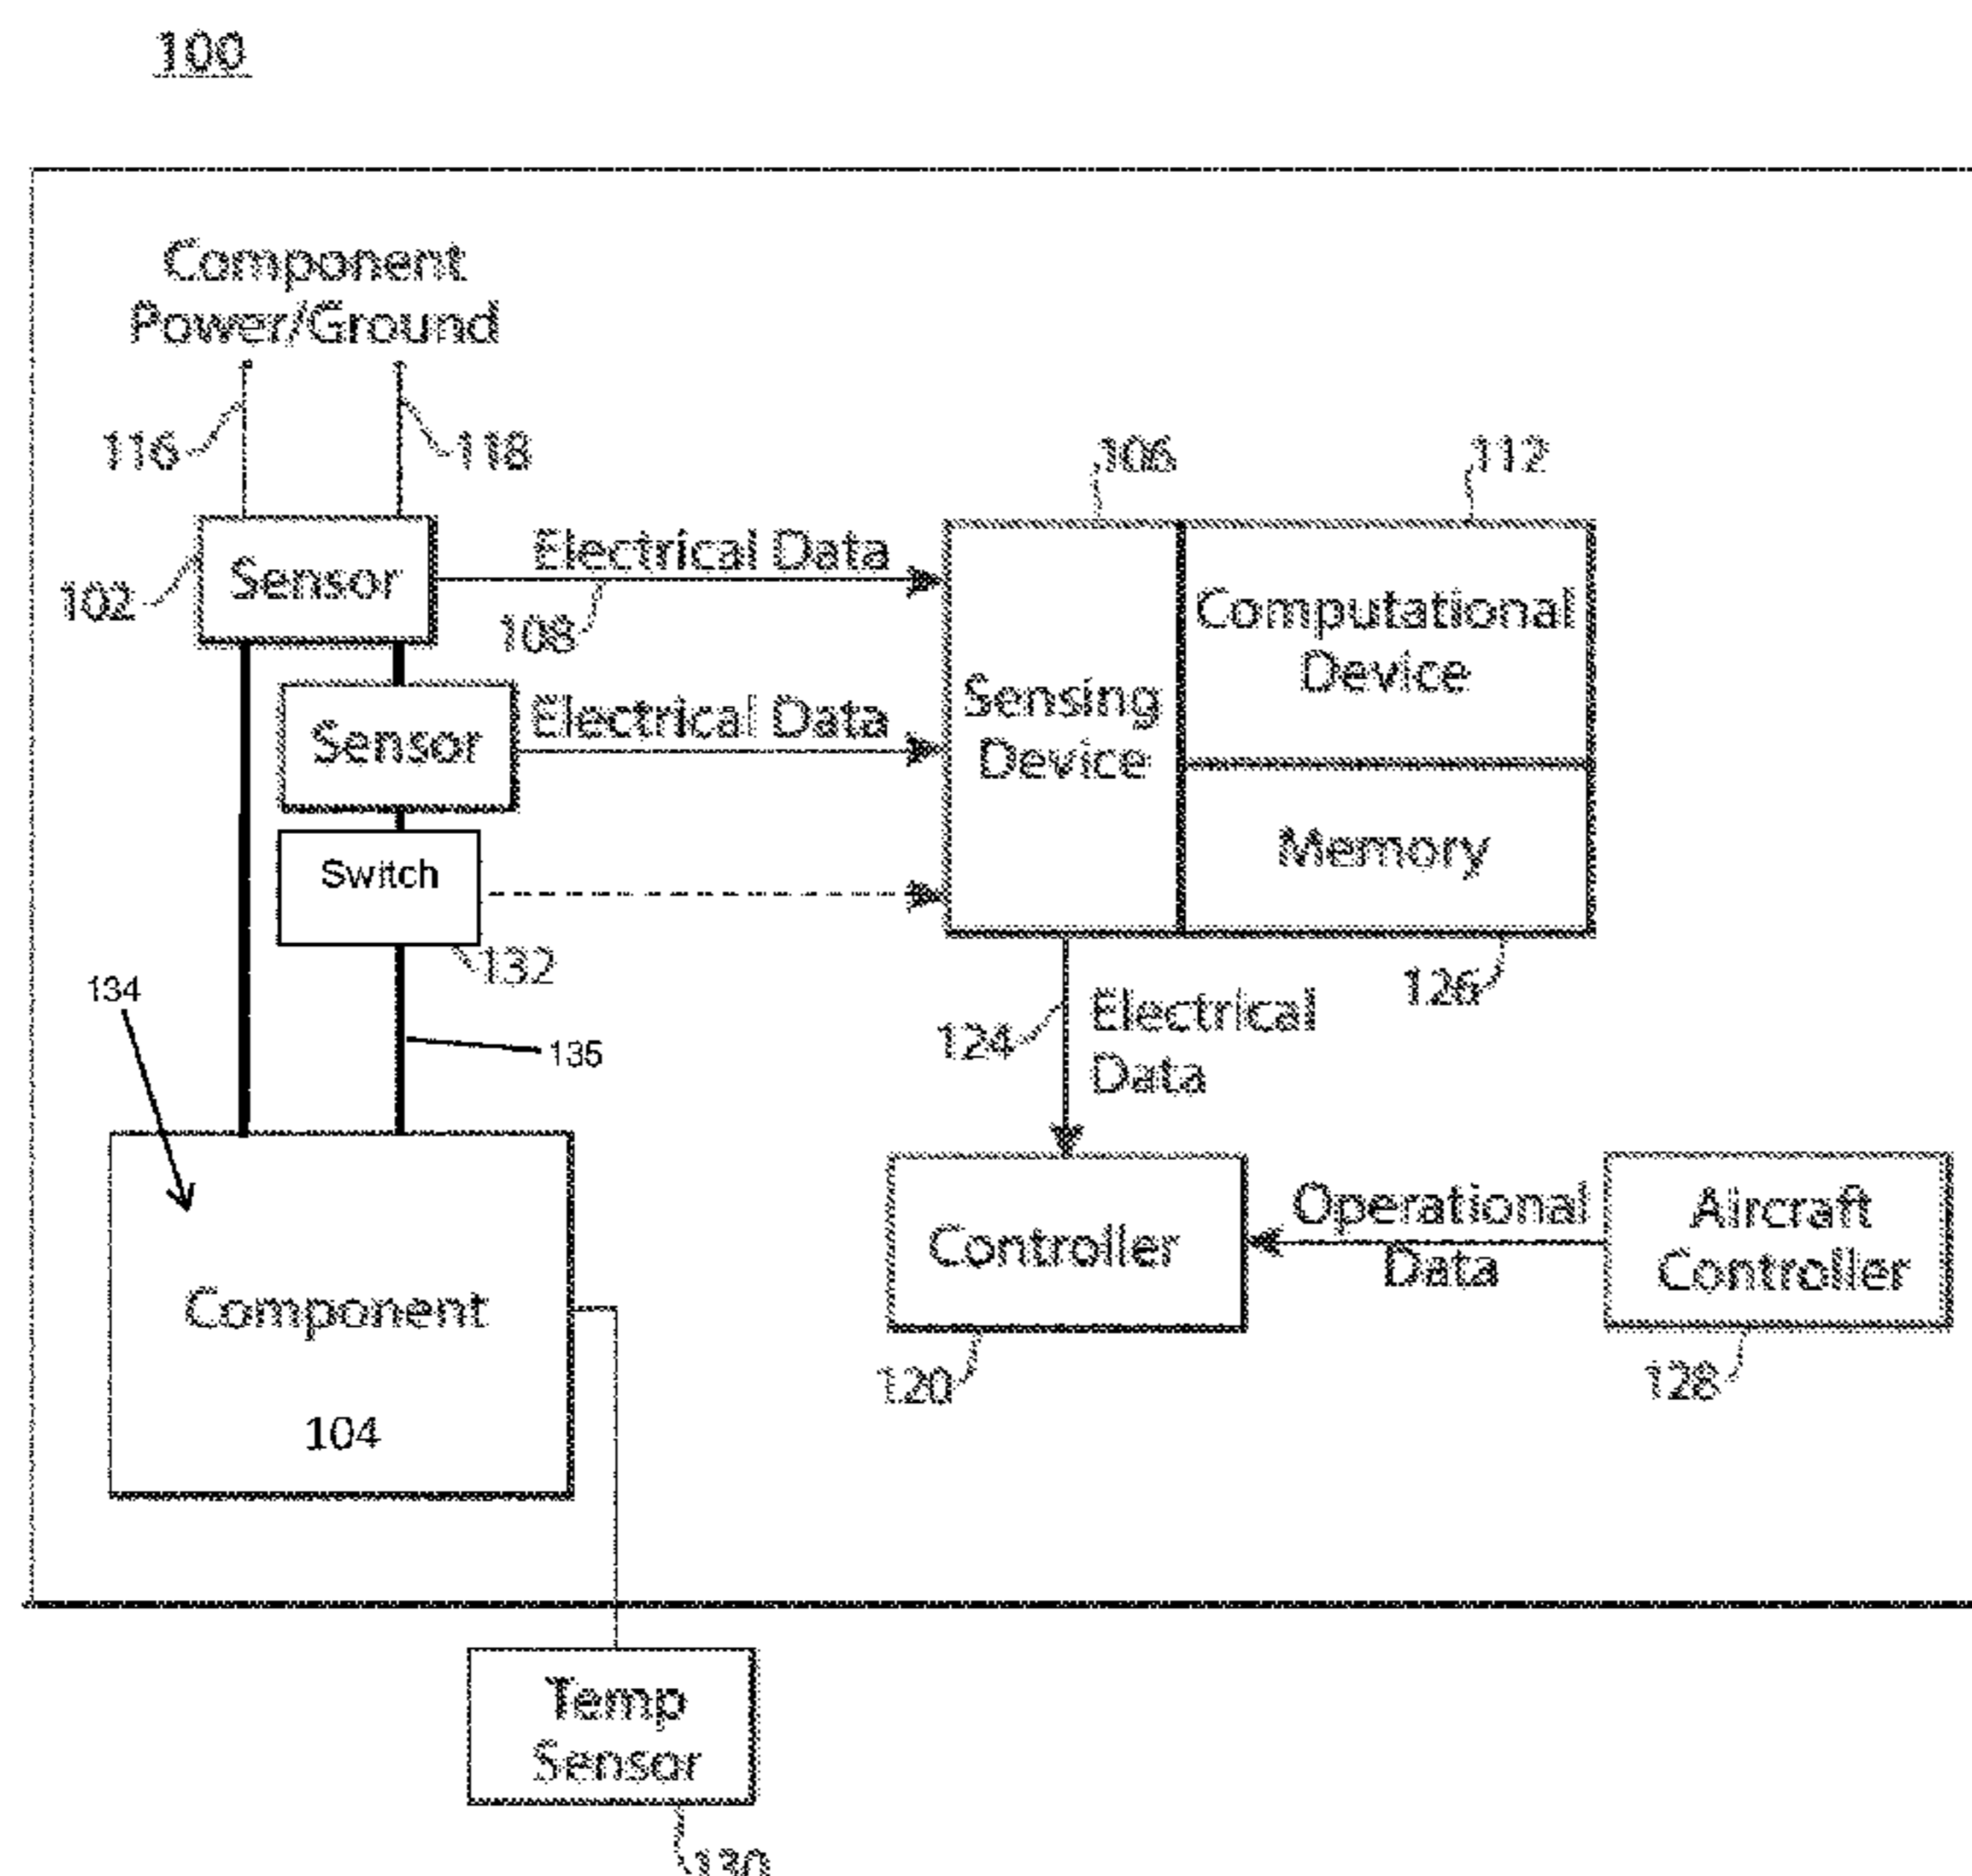 100
Component
Power/Ground
116
118
106
112
Sensor
102
Electrical Data
108
Computational
Device
Sensor
Electrical Data
Sensing
Device
Switch
Memory
132
126
134
135
124
Electrical
Data
Component
104
Controller
120
Operational
Data
Aircraft
Controller
128
Temp
Sensor
130